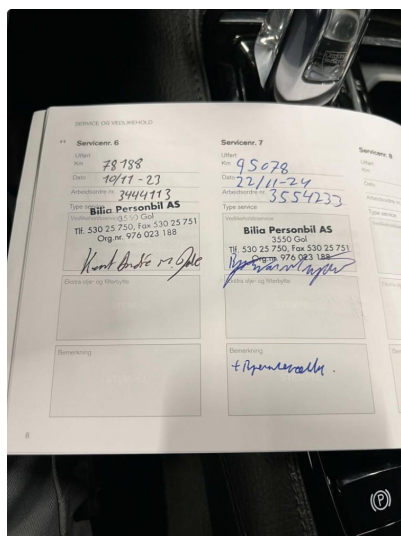 SERVICE OG VEDLIKEHOLD
Servicenr. 6
Utført
Km 78188
Dato 10/11-23
Arbeidsordre nr. 3444113
Type service
Vedlikeholdsservice
Bilia Personbil AS
3550 Gol
Tlf. 530 25 750, Fax 530 25 751
Org.nr. 976 023 188
Ekstra olje- og filterbytte
Bemerkning
Servicenr. 7
Utført
Km 95078
Dato 22/11-24
Arbeidsordre nr. 3554233
Type service
Vedlikeholdsservice
Bilia Personbil AS
3550 Gol
Tlf. 530 25 750, Fax 530 25 751
Org.nr. 976 023 188
Ekstra olje- og filterbytte
Bemerkning
Servicenr. 8
Utført
Km
Dato
Arbeidsordre nr.
Type service
8
(P)